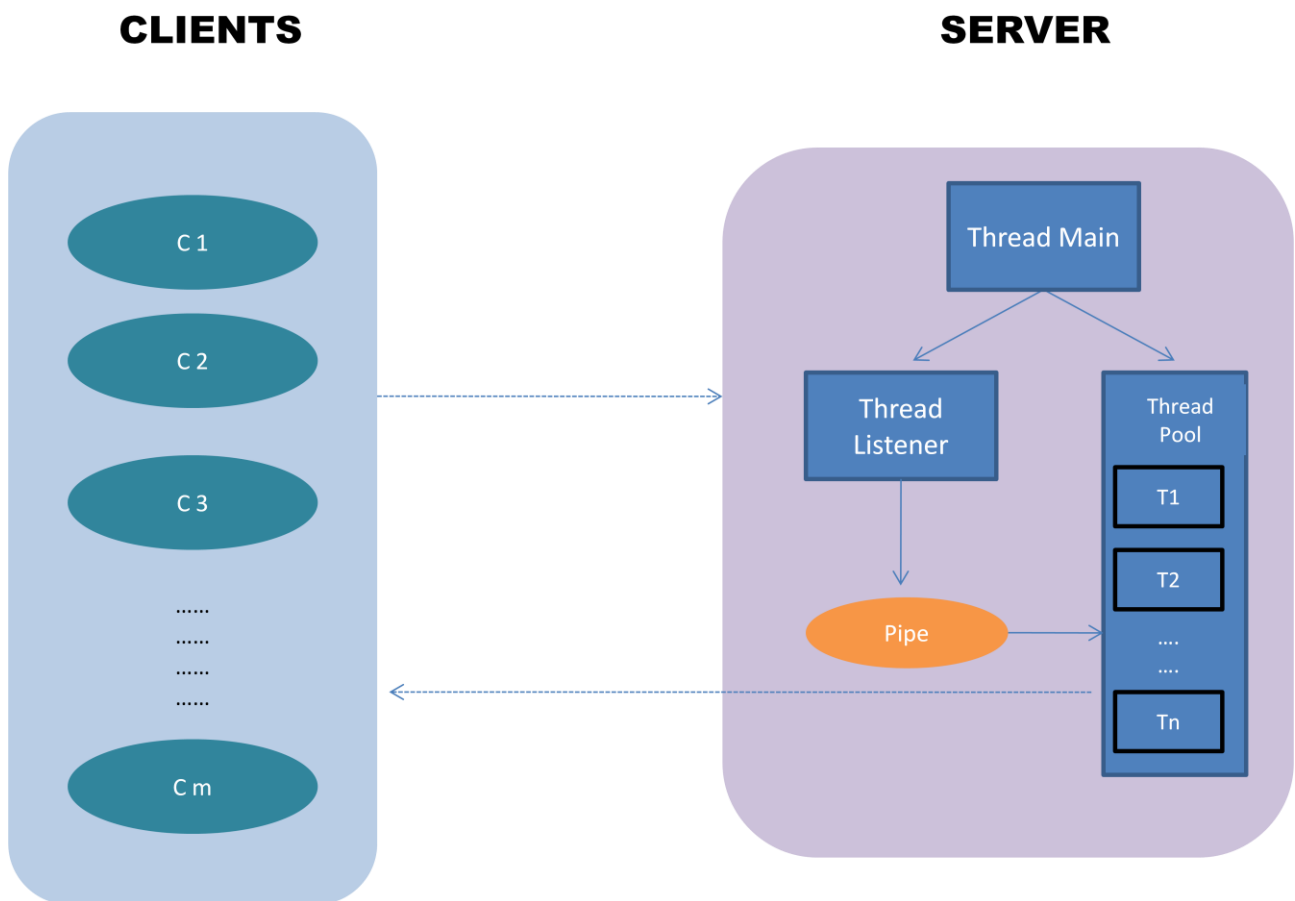 CLIENTS
SERVER
C 1
C 2
C 3
......
......
......
......
C m
Thread Main
Thread
Listener
Pipe
Thread
Pool
T1
T2
....
....
Tn